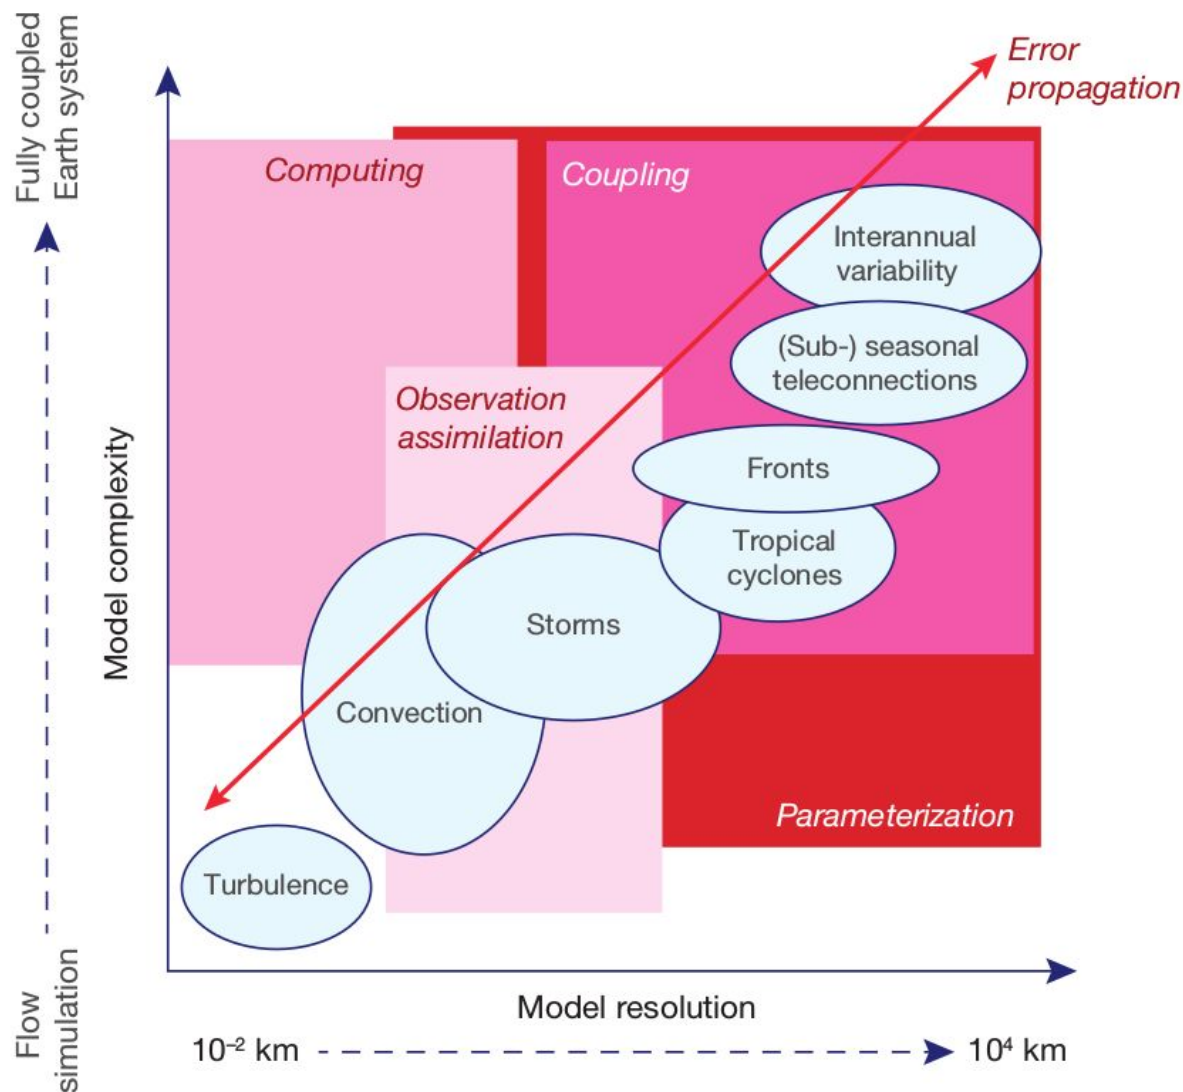 Fully coupled
Earth system
Error
propagation
Computing
Coupling
Interannual
variability
(Sub-) seasonal
teleconnections
Observation
assimilation
Fronts
Tropical
cyclones
Model complexity
Storms
Convection
Parameterization
Turbulence
Flow
simulation
Model resolution
10⁻² km
10⁴ km